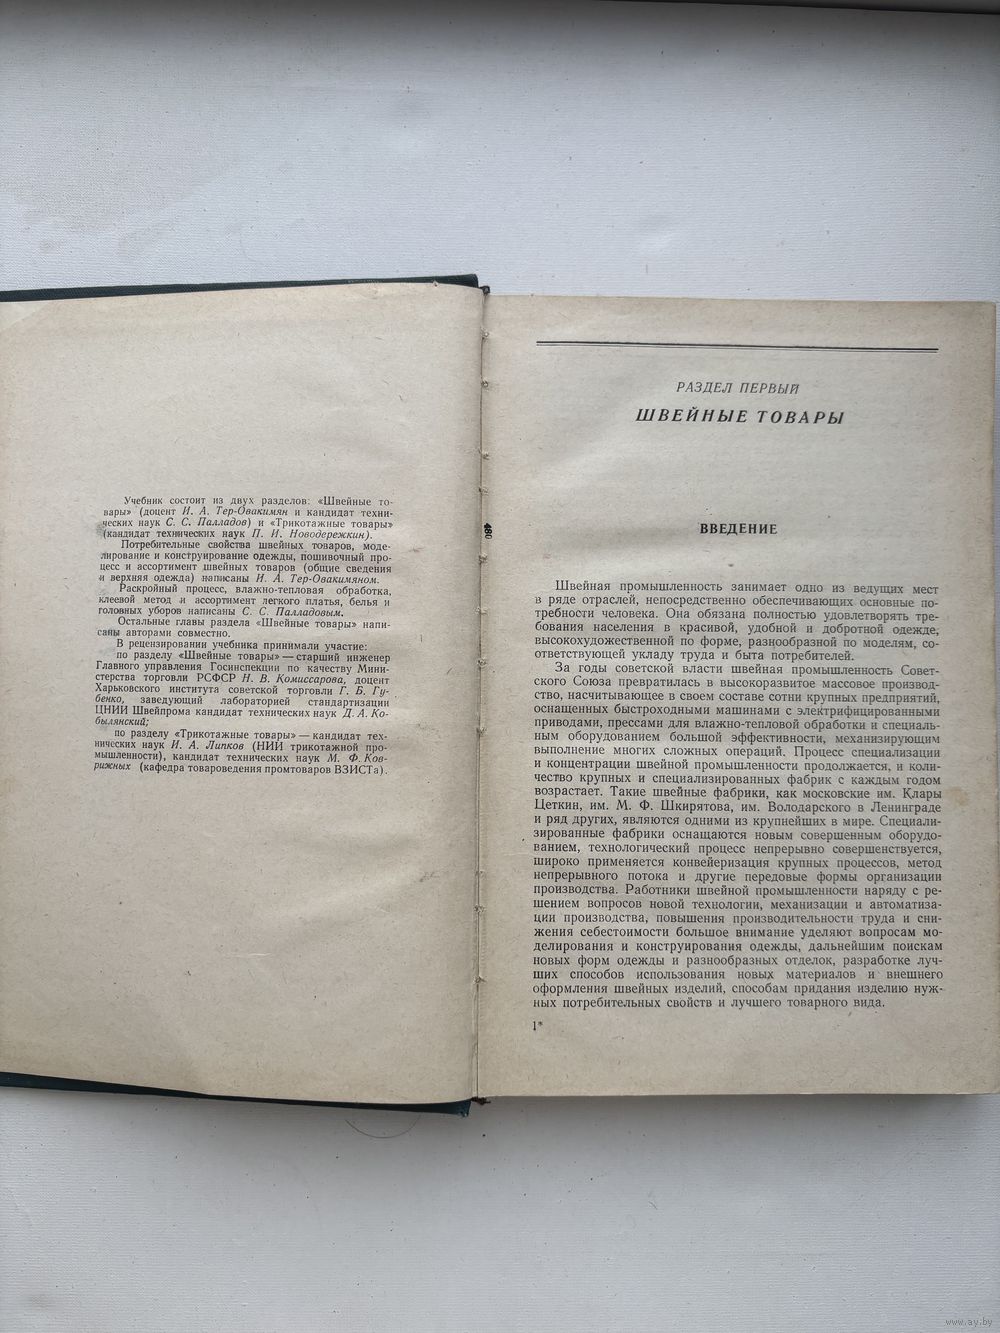 Учебник состоит из двух разделов: «Швейные то-
вары» (доцент И. А. Тер-Овакимян и кандидат техни-
ческих наук С. С. Палладов) и «Трикотажные товары»
(кандидат технических наук П. И. Новодережкин).
Потребительные свойства швейных товаров, моде-
лирование и конструирование одежды, пошивочный про-
цесс и ассортимент швейных товаров (общие сведения
и верхняя одежда) написаны И. А. Тер-Овакимяном.
Раскройный процесс, влажно-тепловая обработка,
клеевой метод и ассортимент легкого платья, белья и
головных уборов написаны С. С. Палладовым.
Остальные главы раздела «Швейные товары» напи-
саны авторами совместно.
В рецензировании учебника принимали участие:
по разделу «Швейные товары» — старший инженер
Главного управления Госинспекции по качеству Мини-
стерства торговли РСФСР Н. В. Комиссарова, доцент
Харьковского института советской торговли Г. Б. Гу-
бенко, заведующий лабораторией стандартизации
ЦНИИ Швейпрома кандидат технических наук Д. А. Ко-
былянский;
по разделу «Трикотажные товары» — кандидат тех-
нических наук И. А. Липков (НИИ трикотажной про-
мышленности), кандидат технических наук М. Ф. Ков-
рижных (кафедра товароведения промтоваров ВЗИСТа).
480
РАЗДЕЛ ПЕРВЫЙ
ШВЕЙНЫЕ ТОВАРЫ
ВВЕДЕНИЕ
Швейная промышленность занимает одно из ведущих мест
в ряде отраслей, непосредственно обеспечивающих основные по-
требности человека. Она обязана полностью удовлетворять тре-
бования населения в красивой, удобной и добротной одежде,
высокохудожественной по форме, разнообразной по моделям, со-
ответствующей укладу труда и быта потребителей.
За годы советской власти швейная промышленность Совет-
ского Союза превратилась в высокоразвитое массовое производ-
ство, насчитывающее в своем составе сотни крупных предприятий,
оснащенных быстроходными машинами с электрифицированными
приводами, прессами для влажно-тепловой обработки и специаль-
ным оборудованием большой эффективности, механизирующим
выполнение многих сложных операций. Процесс специализации
и концентрации швейной промышленности продолжается, и коли-
чество крупных и специализированных фабрик с каждым годом
возрастает. Такие швейные фабрики, как московские им. Клары
Цеткин, им. М. Ф. Шкирятова, им. Володарского в Ленинграде
и ряд других, являются одними из крупнейших в мире. Специали-
зированные фабрики оснащаются новым совершенным оборудо-
ванием, технологический процесс непрерывно совершенствуется,
широко применяется конвейеризация крупных процессов, метод
непрерывного потока и другие передовые формы организации
производства. Работники швейной промышленности наряду с ре-
шением вопросов новой технологии, механизации и автоматиза-
ции производства, повышения производительности труда и сни-
жения себестоимости большое внимание уделяют вопросам мо-
делирования и конструирования одежды, дальнейшим поискам
новых форм одежды и разнообразных отделок, разработке луч-
ших способов использования новых материалов и внешнего
оформления швейных изделий, способам придания изделию нуж-
ных потребительных свойств и лучшего товарного вида.
1*
www.ay.by